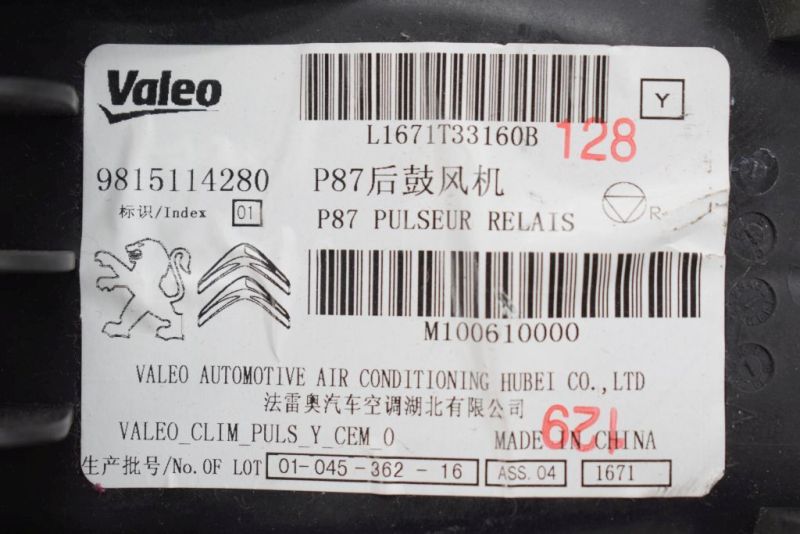 Valeo
Y
L1671T33160B
128
9815114280
P87后鼓风机
标识/Index 01
P87 PULSEUR RELAIS
R
M100610000
VALEO AUTOMOTIVE AIR CONDITIONING HUBEI CO.,LTD
法雷奥汽车空调湖北有限公司
129
VALEO_CLIM_PULS_Y_CEM_O
MADE IN CHINA
生产批号/No. OF LOT 01-045-362-16 ASS. 04 1671